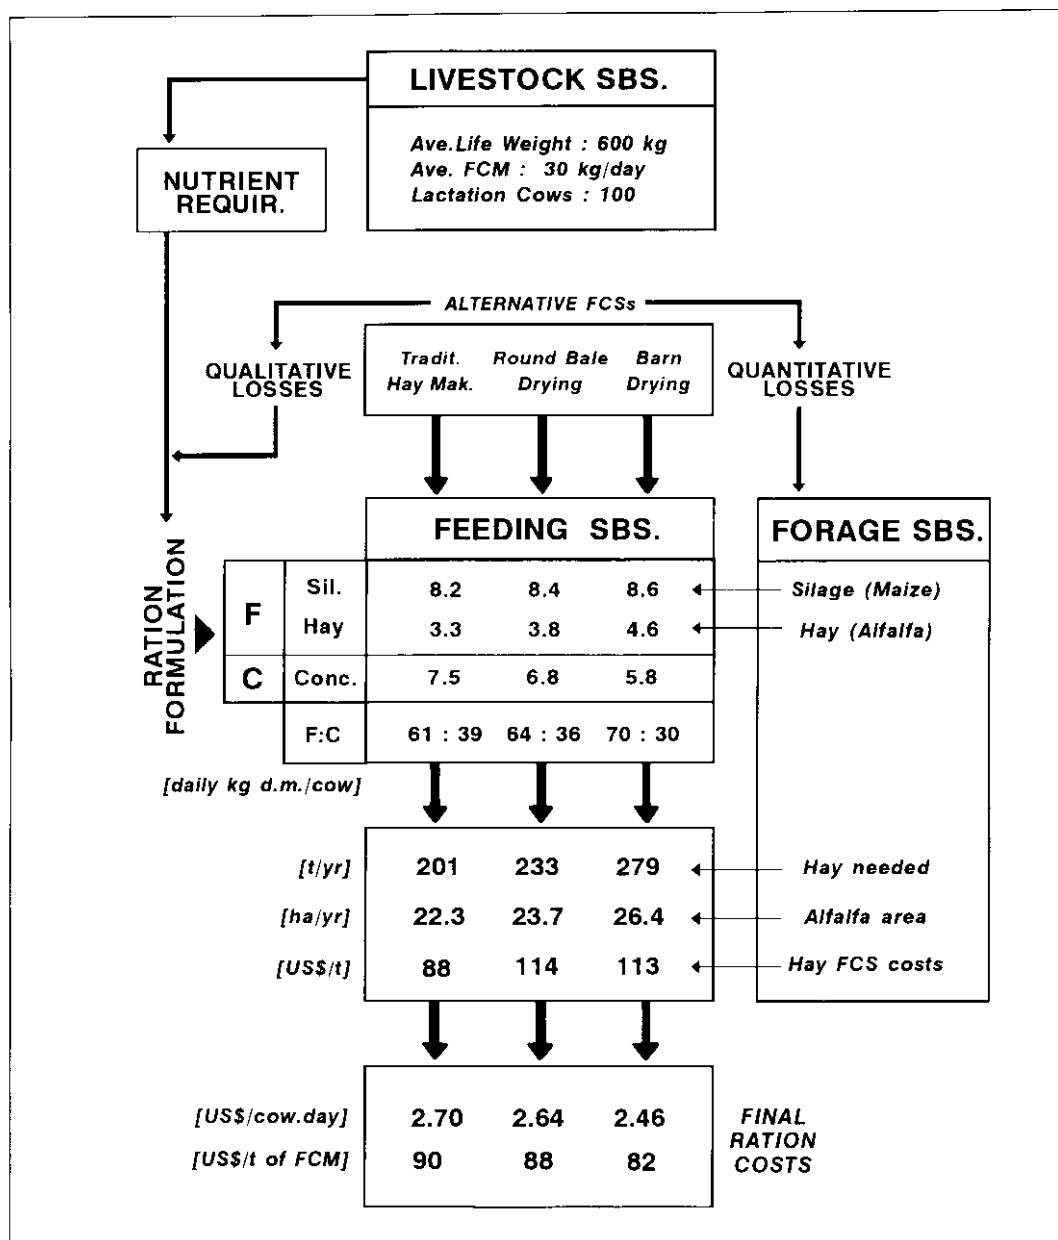 LIVESTOCK SBS.
Ave.Life Weight : 600 kg
Ave. FCM : 30 kg/day
Lactation Cows : 100
NUTRIENT
REQUIR.
ALTERNATIVE FCSs
QUALITATIVE
LOSSES
Tradit. Round Bale Barn
Hay Mak. Drying Drying
QUANTITATIVE
LOSSES
FEEDING SBS.
FORAGE SBS.
RATION
FORMULATION
F
Sil. 8.2 8.4 8.6 Silage (Maize)
Hay 3.3 3.8 4.6 Hay (Alfalfa)
C Conc. 7.5 6.8 5.8
F:C 61 : 39 64 : 36 70 : 30
[daily kg d.m./cow]
[t/yr] 201 233 279 Hay needed
[ha/yr] 22.3 23.7 26.4 Alfalfa area
[US$/t] 88 114 113 Hay FCS costs
[US$/cow.day] 2.70 2.64 2.46
[US$/t of FCM] 90 88 82
FINAL
RATION
COSTS